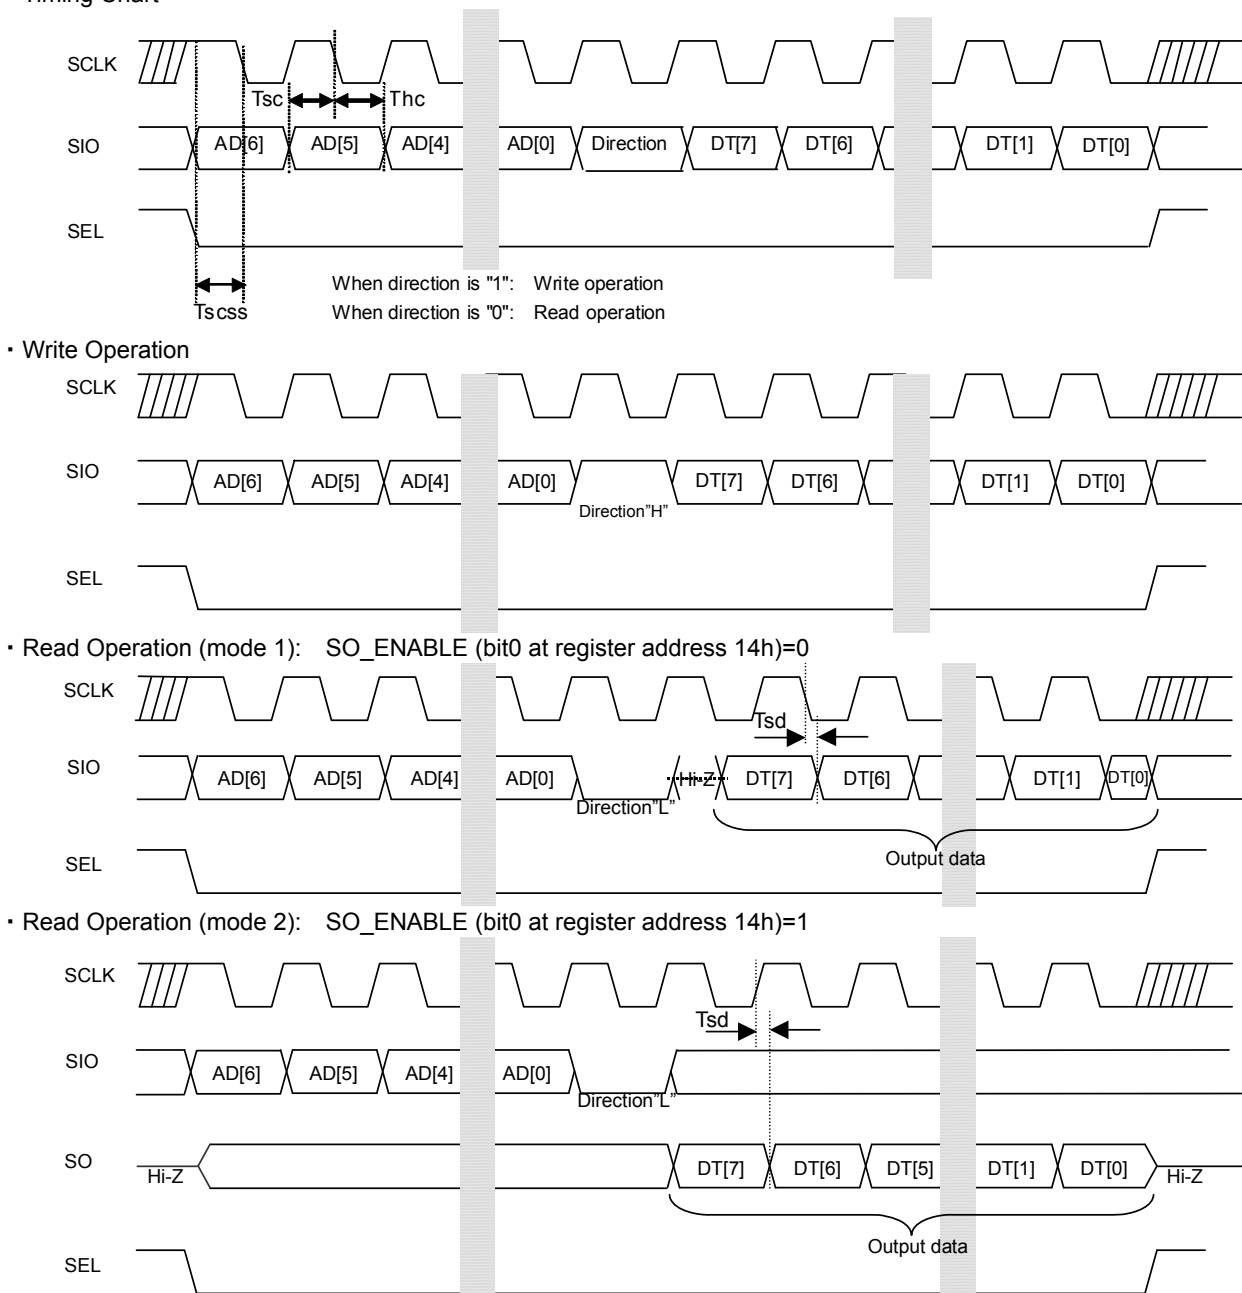 Timing Chart
SCLK
Tsc Thc
SIO AD[6] AD[5] AD[4] AD[0] Direction DT[7] DT[6] DT[1] DT[0]
SEL
Tscss
When direction is "1": Write operation
When direction is "0": Read operation
・Write Operation
SCLK
SIO AD[6] AD[5] AD[4] AD[0] DT[7] DT[6] DT[1] DT[0]
Direction"H"
SEL
・Read Operation (mode 1): SO_ENABLE (bit0 at register address 14h)=0
SCLK
Tsd
SIO AD[6] AD[5] AD[4] AD[0] Hi-Z DT[7] DT[6] DT[1] DT[0]
Direction"L"
Output data
SEL
・Read Operation (mode 2): SO_ENABLE (bit0 at register address 14h)=1
SCLK
Tsd
SIO AD[6] AD[5] AD[4] AD[0]
Direction"L"
SO Hi-Z DT[7] DT[6] DT[5] DT[1] DT[0] Hi-Z
Output data
SEL